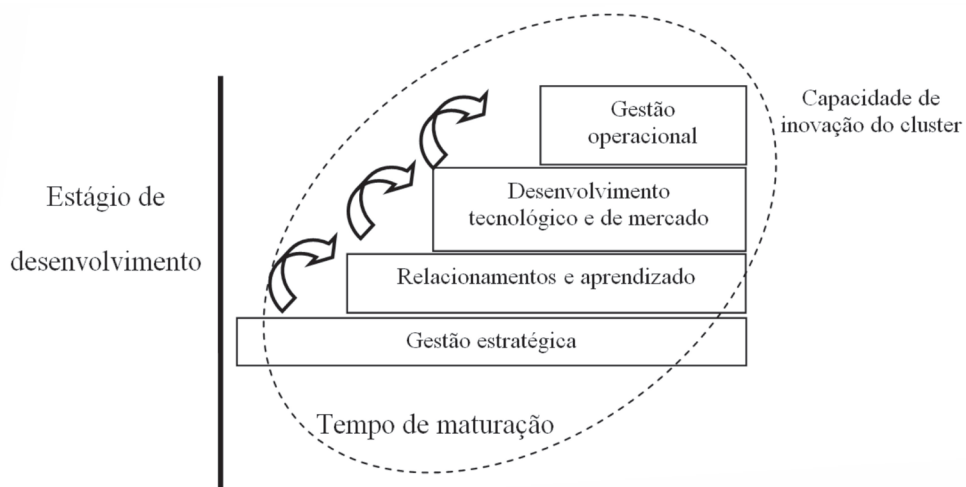 Gestão
operacional
Capacidade de
inovação do cluster
Estágio de
desenvolvimento
Desenvolvimento
tecnológico e de mercado
Relacionamentos e aprendizado
Gestão estratégica
Tempo de maturação